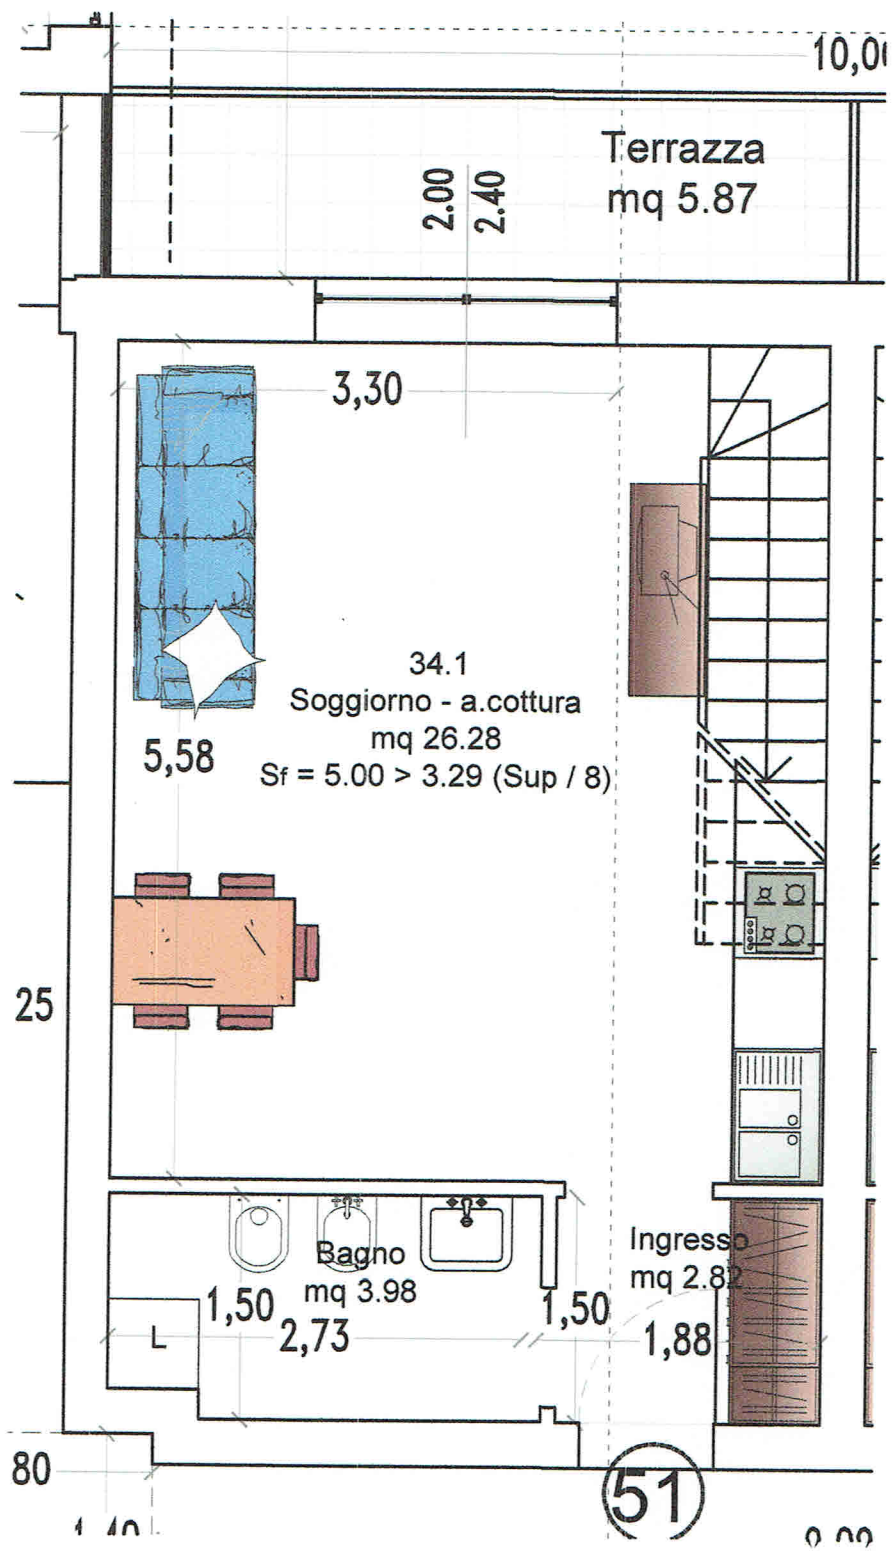 10,0
Terrazza
mq 5.87
2.00
2.40
3,30
34.1
Soggiorno - a.cottura
mq 26.28
Sf = 5.00 > 3.29 (Sup / 8)
5,58
25
Bagno
mq 3.98
Ingresso
mq 2.82
1,50
2,73
1,50
1,88
L
80
51